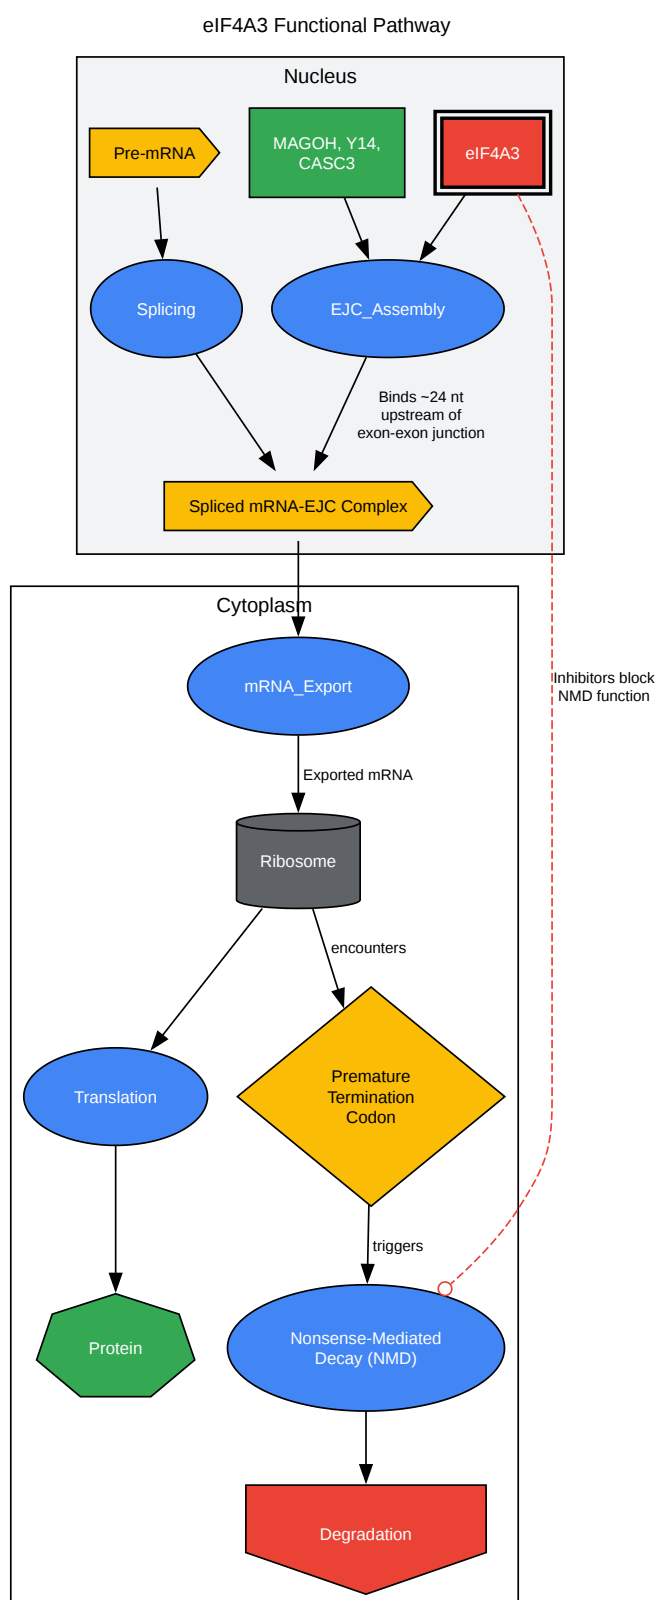 eIF4A3 Functional Pathway
Nucleus
Pre-mRNA
MAGOH, Y14,
CASC3
eIF4A3
Splicing
EJC_Assembly
Binds ~24 nt
upstream of
exon-exon junction
Spliced mRNA-EJC Complex
Cytoplasm
mRNA_Export
Inhibitors block
NMD function
Exported mRNA
Ribosome
encounters
Translation
Premature
Termination
Codon
triggers
Protein
Nonsense-Mediated
Decay (NMD)
Degradation